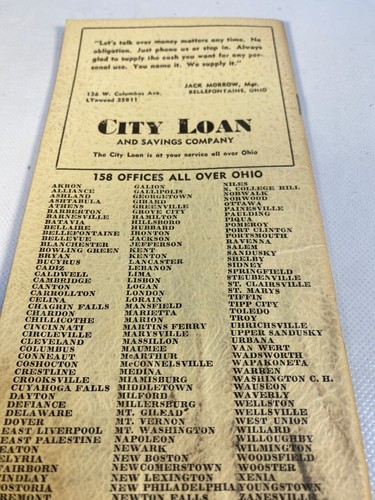 "Let's talk over money matters any time. No
obligation. Just phone us or stop in. Always
glad to supply the cash you want for any per-
sonal use. You name it. We supply it."
JACK MORROW, Mgr.
BELLEFONTAINE, OHIO
136 W. Columbus Ave.
LYnwood 25811
CITY LOAN
AND SAVINGS COMPANY
The City Loan is at your service all over Ohio
158 OFFICES ALL OVER OHIO
AKRON
ALLIANCE
ASHLAND
ASHTABULA
ATHENS
BARBERTON
BARNESVILLE
BATAVIA
BELLAIRE
BELLEFONTAINE
BELLEVUE
BLANCHESTER
BOWLING GREEN
BRYAN
BUCYRUS
CADIZ
CALDWELL
CAMBRIDGE
CANTON
CARROLLTON
CELINA
CHAGRIN FALLS
CHARDON
CHILLICOTHE
CINCINNATI
CIRCLEVILLE
CLEVELAND
COLUMBUS
CONNEAUT
COSHOCTON
CRESTLINE
CROOKSVILLE
CUYAHOGA FALLS
DAYTON
DEFIANCE
DELAWARE
DOVER
EAST LIVERPOOL
EAST PALESTINE
EATON
ELYRIA
FAIRBORN
FINDLAY
OSTORIA
REMONT
GALION
GALLIPOLIS
GEORGETOWN
GIRARD
GREENVILLE
GROVE CITY
HAMILTON
HILLSBORO
HUBBARD
IRONTON
JACKSON
JEFFERSON
KENT
KENTON
LANCASTER
LIMA
LISBON
LOGAN
LONDON
LORAIN
MANSFIELD
MARIETTA
MARION
MARTINS FERRY
MARYSVILLE
MASSILLON
MAUMEE
McARTHUR
McCONNELSVILLE
MEDINA
MIAMISBURG
MIDDLETOWN
MILFORD
MILLERSBURG
MT. GILEAD
MT. VERNON
MT. WASHINGTON
NAPOLEON
NEWARK
NEW BOSTON
NEWCOMERSTOWN
NEW LEXINGTON
NEW PHILADELPHIA
NEWTON FALLS
NILES
N. COLLEGE HILL
NORWALK
NORWOOD
OTTAWA
PAINESVILLE
PAULDING
PIQUA
POMEROY
PORT CLINTON
PORTSMOUTH
RAVENNA
SALEM
SANDUSKY
SHELBY
SIDNEY
SPRINGFIELD
STEUBENVILLE
ST. CLAIRSVILLE
ST. MARYS
TIFFIN
TIPP CITY
TOLEDO
TROY
UHRICHSVILLE
UPPER SANDUSKY
URBANA
VAN WERT
WADSWORTH
WAPAKONETA
WARREN
WASHINGTON C. H.
WAUSEON
WAVERLY
WELLSTON
WELLSVILLE
WEST UNION
WILLARD
WILLOUGHBY
WILMINGTON
WOODSFIELD
WOOSTER
XENIA
YOUNGSTOWN
ZANESVILLE